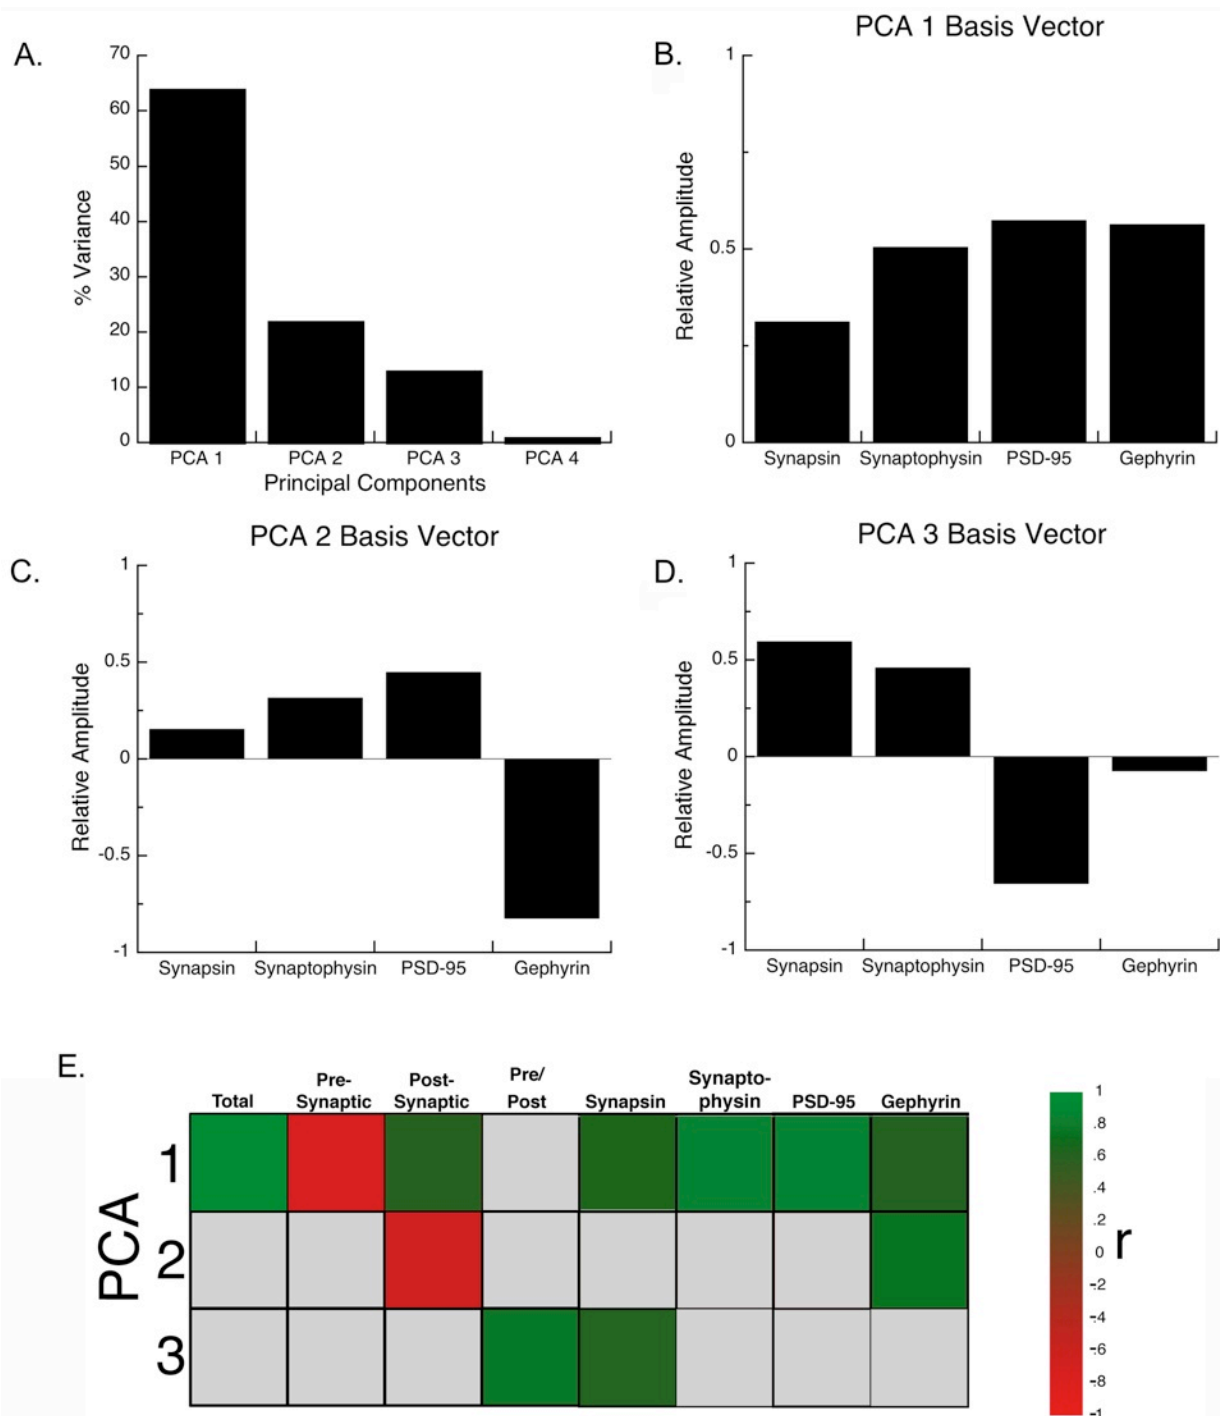 A.
70
60
50
40
30
20
10
0
% Variance
PCA 1 PCA 2 PCA 3 PCA 4
Principal Components
PCA 1 Basis Vector
B.
1
0.5
0
Relative Amplitude
Synapsin Synaptophysin PSD-95 Gephyrin
PCA 2 Basis Vector
C.
1
0.5
0
-0.5
-1
Relative Amplitude
Synapsin Synaptophysin PSD-95 Gephyrin
PCA 3 Basis Vector
D.
1
0.5
0
-0.5
-1
Relative Amplitude
Synapsin Synaptophysin PSD-95 Gephyrin
E.
Total
Pre-
Synaptic
Post-
Synaptic
Pre/
Post
Synapsin
Synapto-
physin
PSD-95
Gephyrin
PCA
1
2
3
1
.8
.6
.4
.2
0
-.2
-.4
-.6
-.8
-1
r